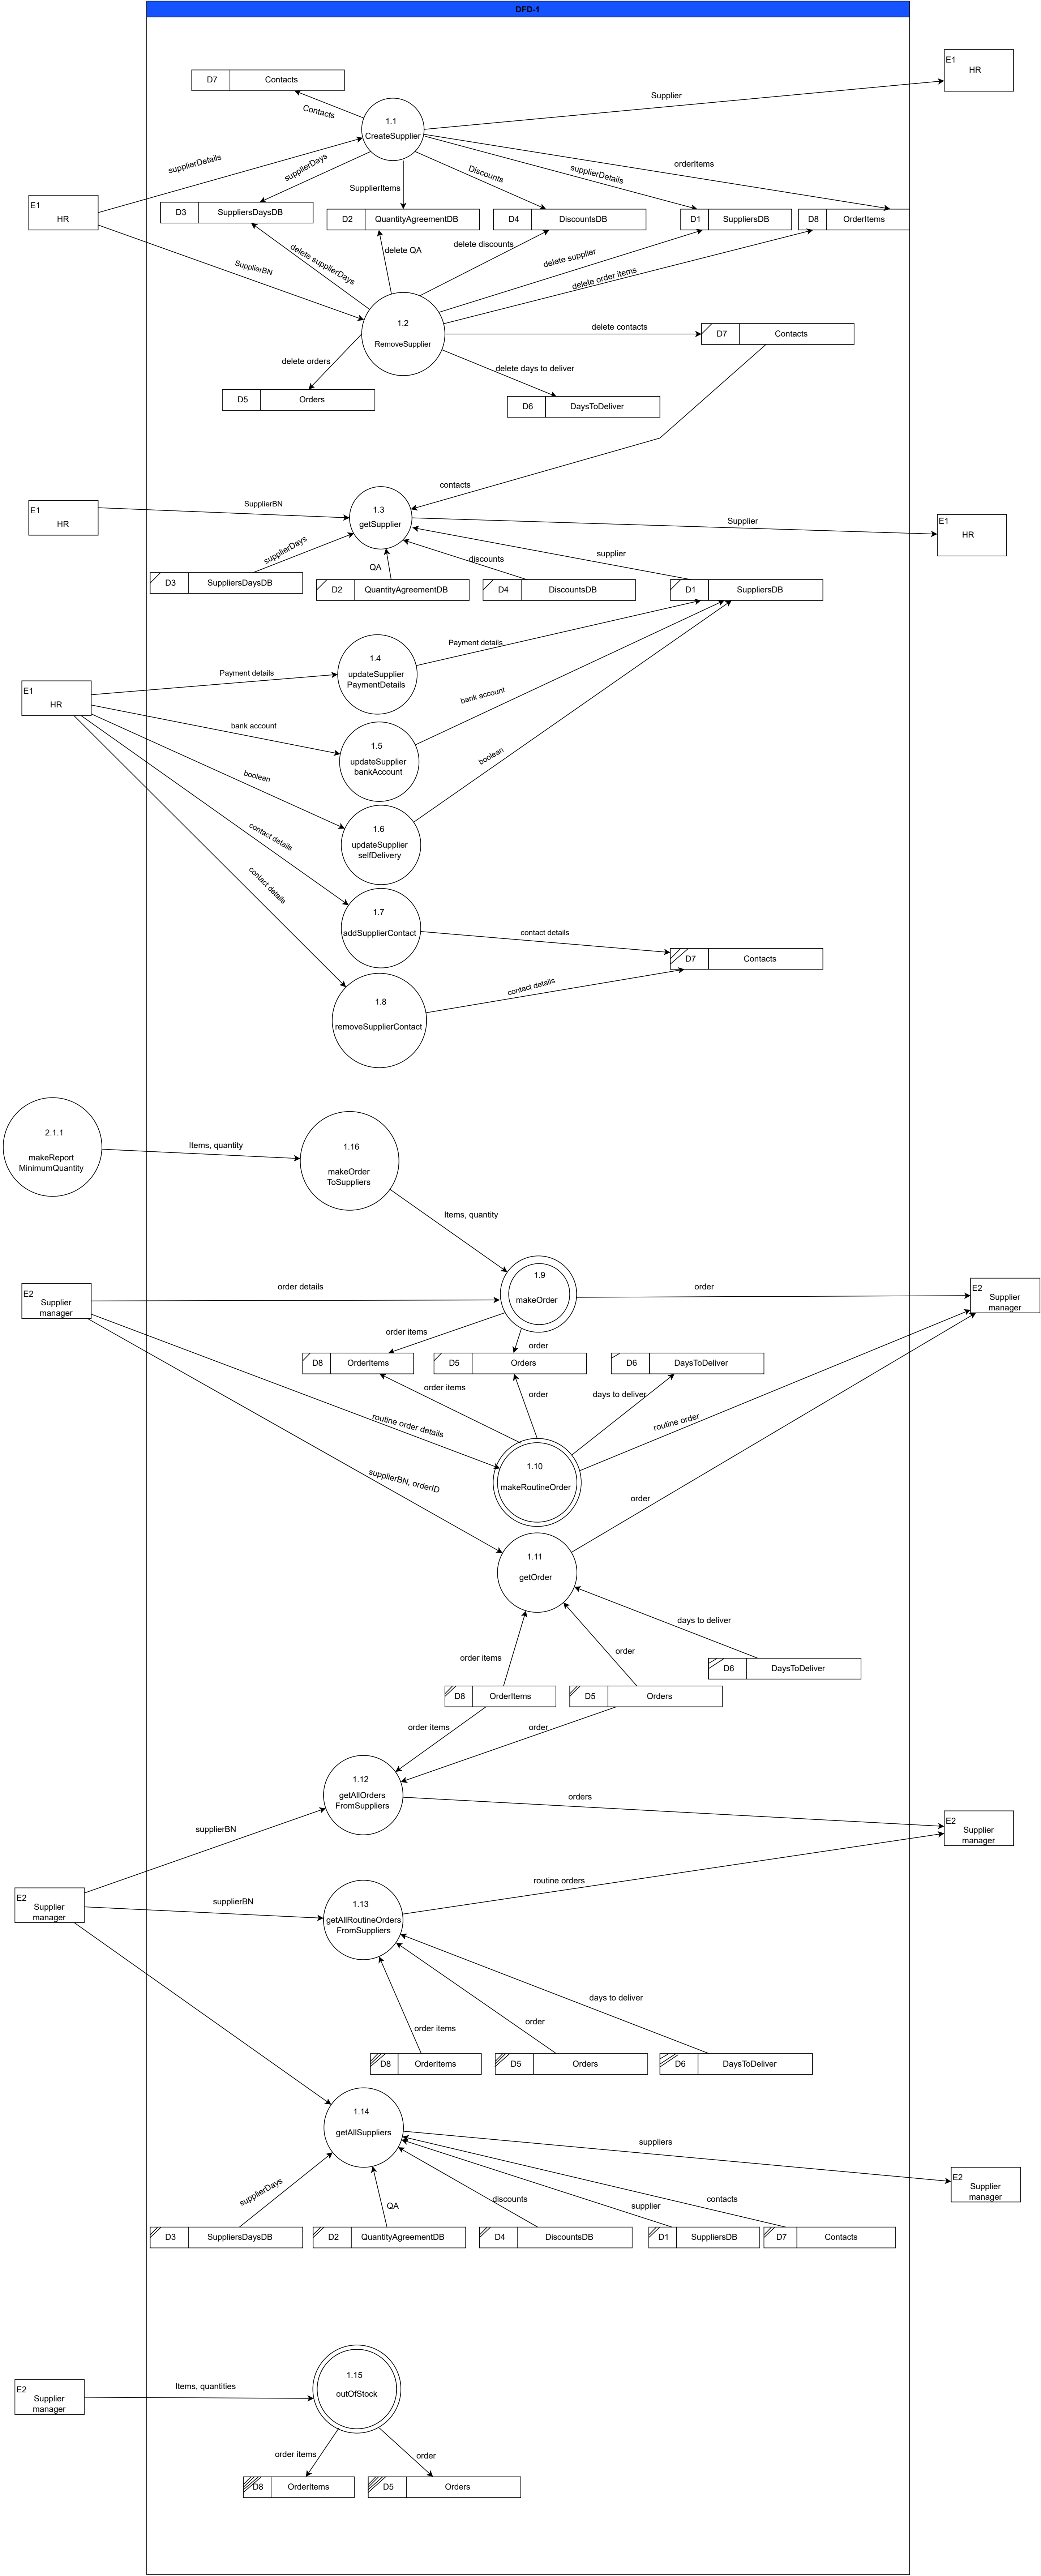 DFD-1
E1
HR
D7
Contacts
Contacts
1.1
CreateSupplier
Supplier
orderItems
supplierDetails
supplierDays
SupplierItems
Discounts
supplierDetails
E1
HR
D3
SuppliersDaysDB
D2
QuantityAgreementDB
D4
DiscountsDB
D1
SuppliersDB
D8
OrderItems
SupplierBN
delete supplierDays
delete QA
delete discounts
delete supplier
delete order items
1.2
RemoveSupplier
delete contacts
D7
Contacts
delete orders
delete days to deliver
D5
Orders
D6
DaysToDeliver
contacts
E1
HR
SupplierBN
1.3
getSupplier
Supplier
E1
HR
supplierDays
QA
discounts
supplier
D3
SuppliersDaysDB
D2
QuantityAgreementDB
D4
DiscountsDB
D1
SuppliersDB
E1
HR
Payment details
1.4
updateSupplier
PaymentDetails
Payment details
bank account
bank account
1.5
updateSupplier
bankAccount
boolean
boolean
1.6
updateSupplier
selfDelivery
contact details
contact details
1.7
addSupplierContact
contact details
D7
Contacts
1.8
removeSupplierContact
contact details
2.1.1
makeReport
MinimumQuantity
Items, quantity
1.16
makeOrder
ToSuppliers
Items, quantity
E2
Supplier
manager
order details
1.9
makeOrder
order
E2
Supplier
manager
order items
order
D8
OrderItems
D5
Orders
D6
DaysToDeliver
order items
order
days to deliver
routine order details
routine order
1.10
makeRoutineOrder
supplierBN, orderID
order
1.11
getOrder
days to deliver
order items
order
D6
DaysToDeliver
D8
OrderItems
D5
Orders
order items
order
1.12
getAllOrders
FromSuppliers
orders
E2
Supplier
manager
supplierBN
E2
Supplier
manager
supplierBN
1.13
getAllRoutineOrders
FromSuppliers
routine orders
days to deliver
order items
order
D8
OrderItems
D5
Orders
D6
DaysToDeliver
1.14
getAllSuppliers
suppliers
E2
Supplier
manager
supplierDays
QA
discounts
supplier
contacts
D3
SuppliersDaysDB
D2
QuantityAgreementDB
D4
DiscountsDB
D1
SuppliersDB
D7
Contacts
E2
Supplier
manager
Items, quantities
1.15
outOfStock
order items
order
D8
OrderItems
D5
Orders